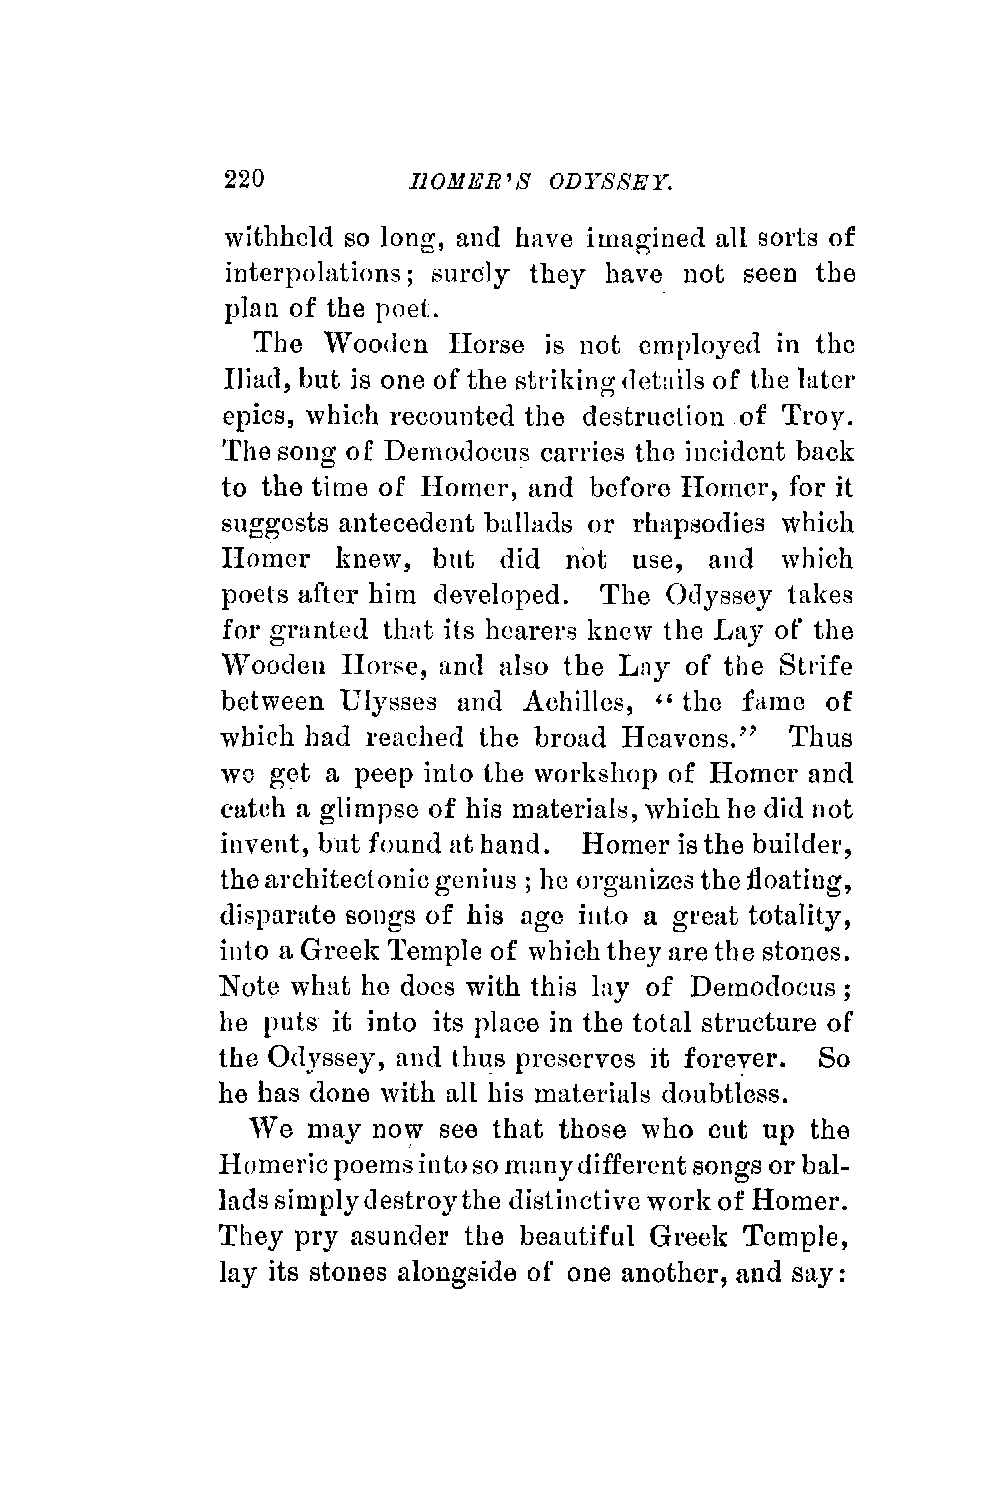 220 HOMER'S ODYSSEY.
withheld so long, and have imagined all sorts of
interpolations; surely they have not seen the
plan of the poet.
The Wooden Horse is not employed in the
Iliad, but is one of the striking details of the later
epics, which recounted the destruction of Troy.
The song of Demodocus carries the incident back
to the time of Homer, and before Homer, for it
suggests antecedent ballads or rhapsodies which
Homer knew, but did not use, and which
poets after him developed. The Odyssey takes
for granted that its hearers knew the Lay of the
Wooden Horse, and also the Lay of the Strife
between Ulysses and Achilles, "the fame of
which had reached the broad Heavens." Thus
we get a peep into the workshop of Homer and
catch a glimpse of his materials, which he did not
invent, but found at hand. Homer is the builder,
the architectonic genius; he organizes the floating,
disparate songs of his age into a great totality,
into a Greek Temple of which they are the stones.
Note what he does with this lay of Demodocus;
he puts it into its place in the total structure of
the Odyssey, and thus preserves it forever. So
he has done with all his materials doubtless.
We may now see that those who cut up the
Homeric poems into so many different songs or bal-
lads simply destroy the distinctive work of Homer.
They pry asunder the beautiful Greek Temple,
lay its stones alongside of one another, and say: